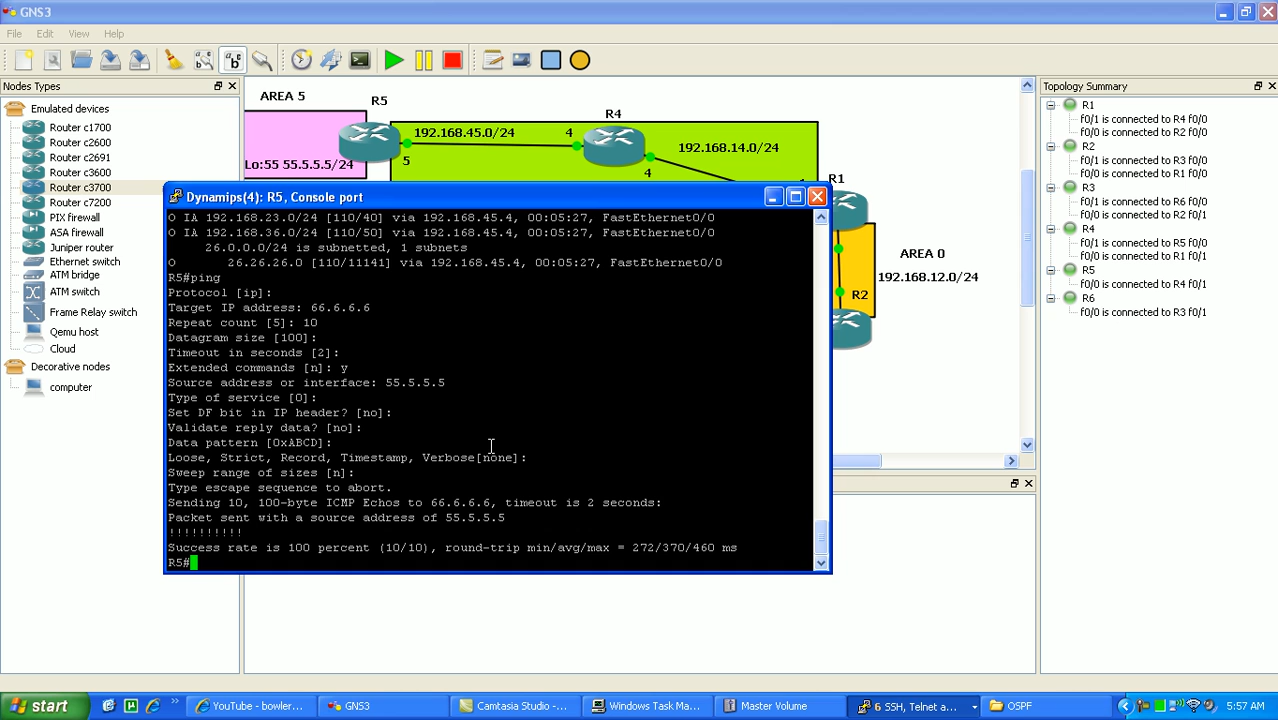 GNS3
File Edit View Help
Nodes Types
Emulated devices
Router c1700
Router c2600
Router c2691
Router c3600
Router c3700
Router c7200
PIX firewall
ASA firewall
Juniper router
Ethernet switch
ATM bridge
ATM switch
Frame Relay switch
Qemu host
Cloud
Decorative nodes
computer
AREA 5
R5
192.168.45.0/24
4
R4
192.168.14.0/24
Lo:55 55.5.5.5/24
5
4
R1
AREA 0
192.168.12.0/24
R2
Dynamips(4): R5, Console port
O IA 192.168.23.0/24 [110/40] via 192.168.45.4, 00:05:27, FastEthernet0/0
O IA 192.168.36.0/24 [110/50] via 192.168.45.4, 00:05:27, FastEthernet0/0
26.0.0.0/24 is subnetted, 1 subnets
O 26.26.26.0 [110/11141] via 192.168.45.4, 00:05:27, FastEthernet0/0
R5#ping
Protocol [ip]:
Target IP address: 66.6.6.6
Repeat count [5]: 10
Datagram size [100]:
Timeout in seconds [2]:
Extended commands [n]: y
Source address or interface: 55.5.5.5
Type of service [0]:
Set DF bit in IP header? [no]:
Validate reply data? [no]:
Data pattern [0xABCD]:
Loose, Strict, Record, Timestamp, Verbose[none]:
Sweep range of sizes [n]:
Type escape sequence to abort.
Sending 10, 100-byte ICMP Echos to 66.6.6.6, timeout is 2 seconds:
Packet sent with a source address of 55.5.5.5
!!!!!!!!!!
Success rate is 100 percent (10/10), round-trip min/avg/max = 272/370/460 ms
R5#
Topology Summary
R1
f0/1 is connected to R4 f0/1
f0/0 is connected to R2 f0/0
R2
f0/1 is connected to R3 f0/0
f0/0 is connected to R1 f0/0
R3
f0/1 is connected to R6 f0/0
f0/0 is connected to R2 f0/1
R4
f0/0 is connected to R5 f0/0
f0/1 is connected to R1 f0/1
R5
f0/0 is connected to R4 f0/0
R6
f0/0 is connected to R3 f0/1
start
YouTube - bowler...
GNS3
Camtasia Studio - ...
Windows Task Ma...
Master Volume
6 SSH, Telnet a...
OSPF
5:57 AM